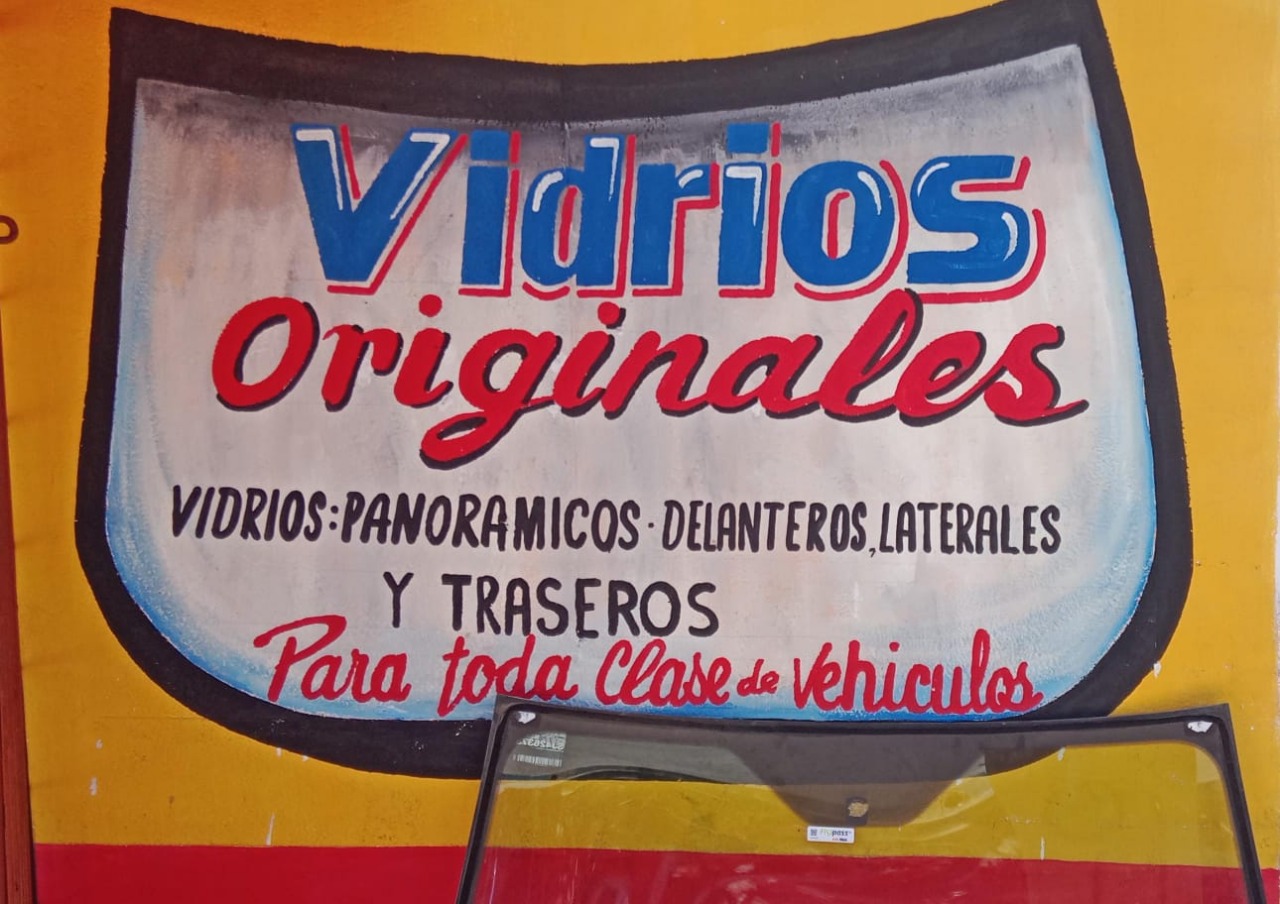 Vidrios
Originales
VIDRIOS: PANORAMICOS · DELANTEROS, LATERALES
Y TRASEROS
Para toda Clase de Vehiculos